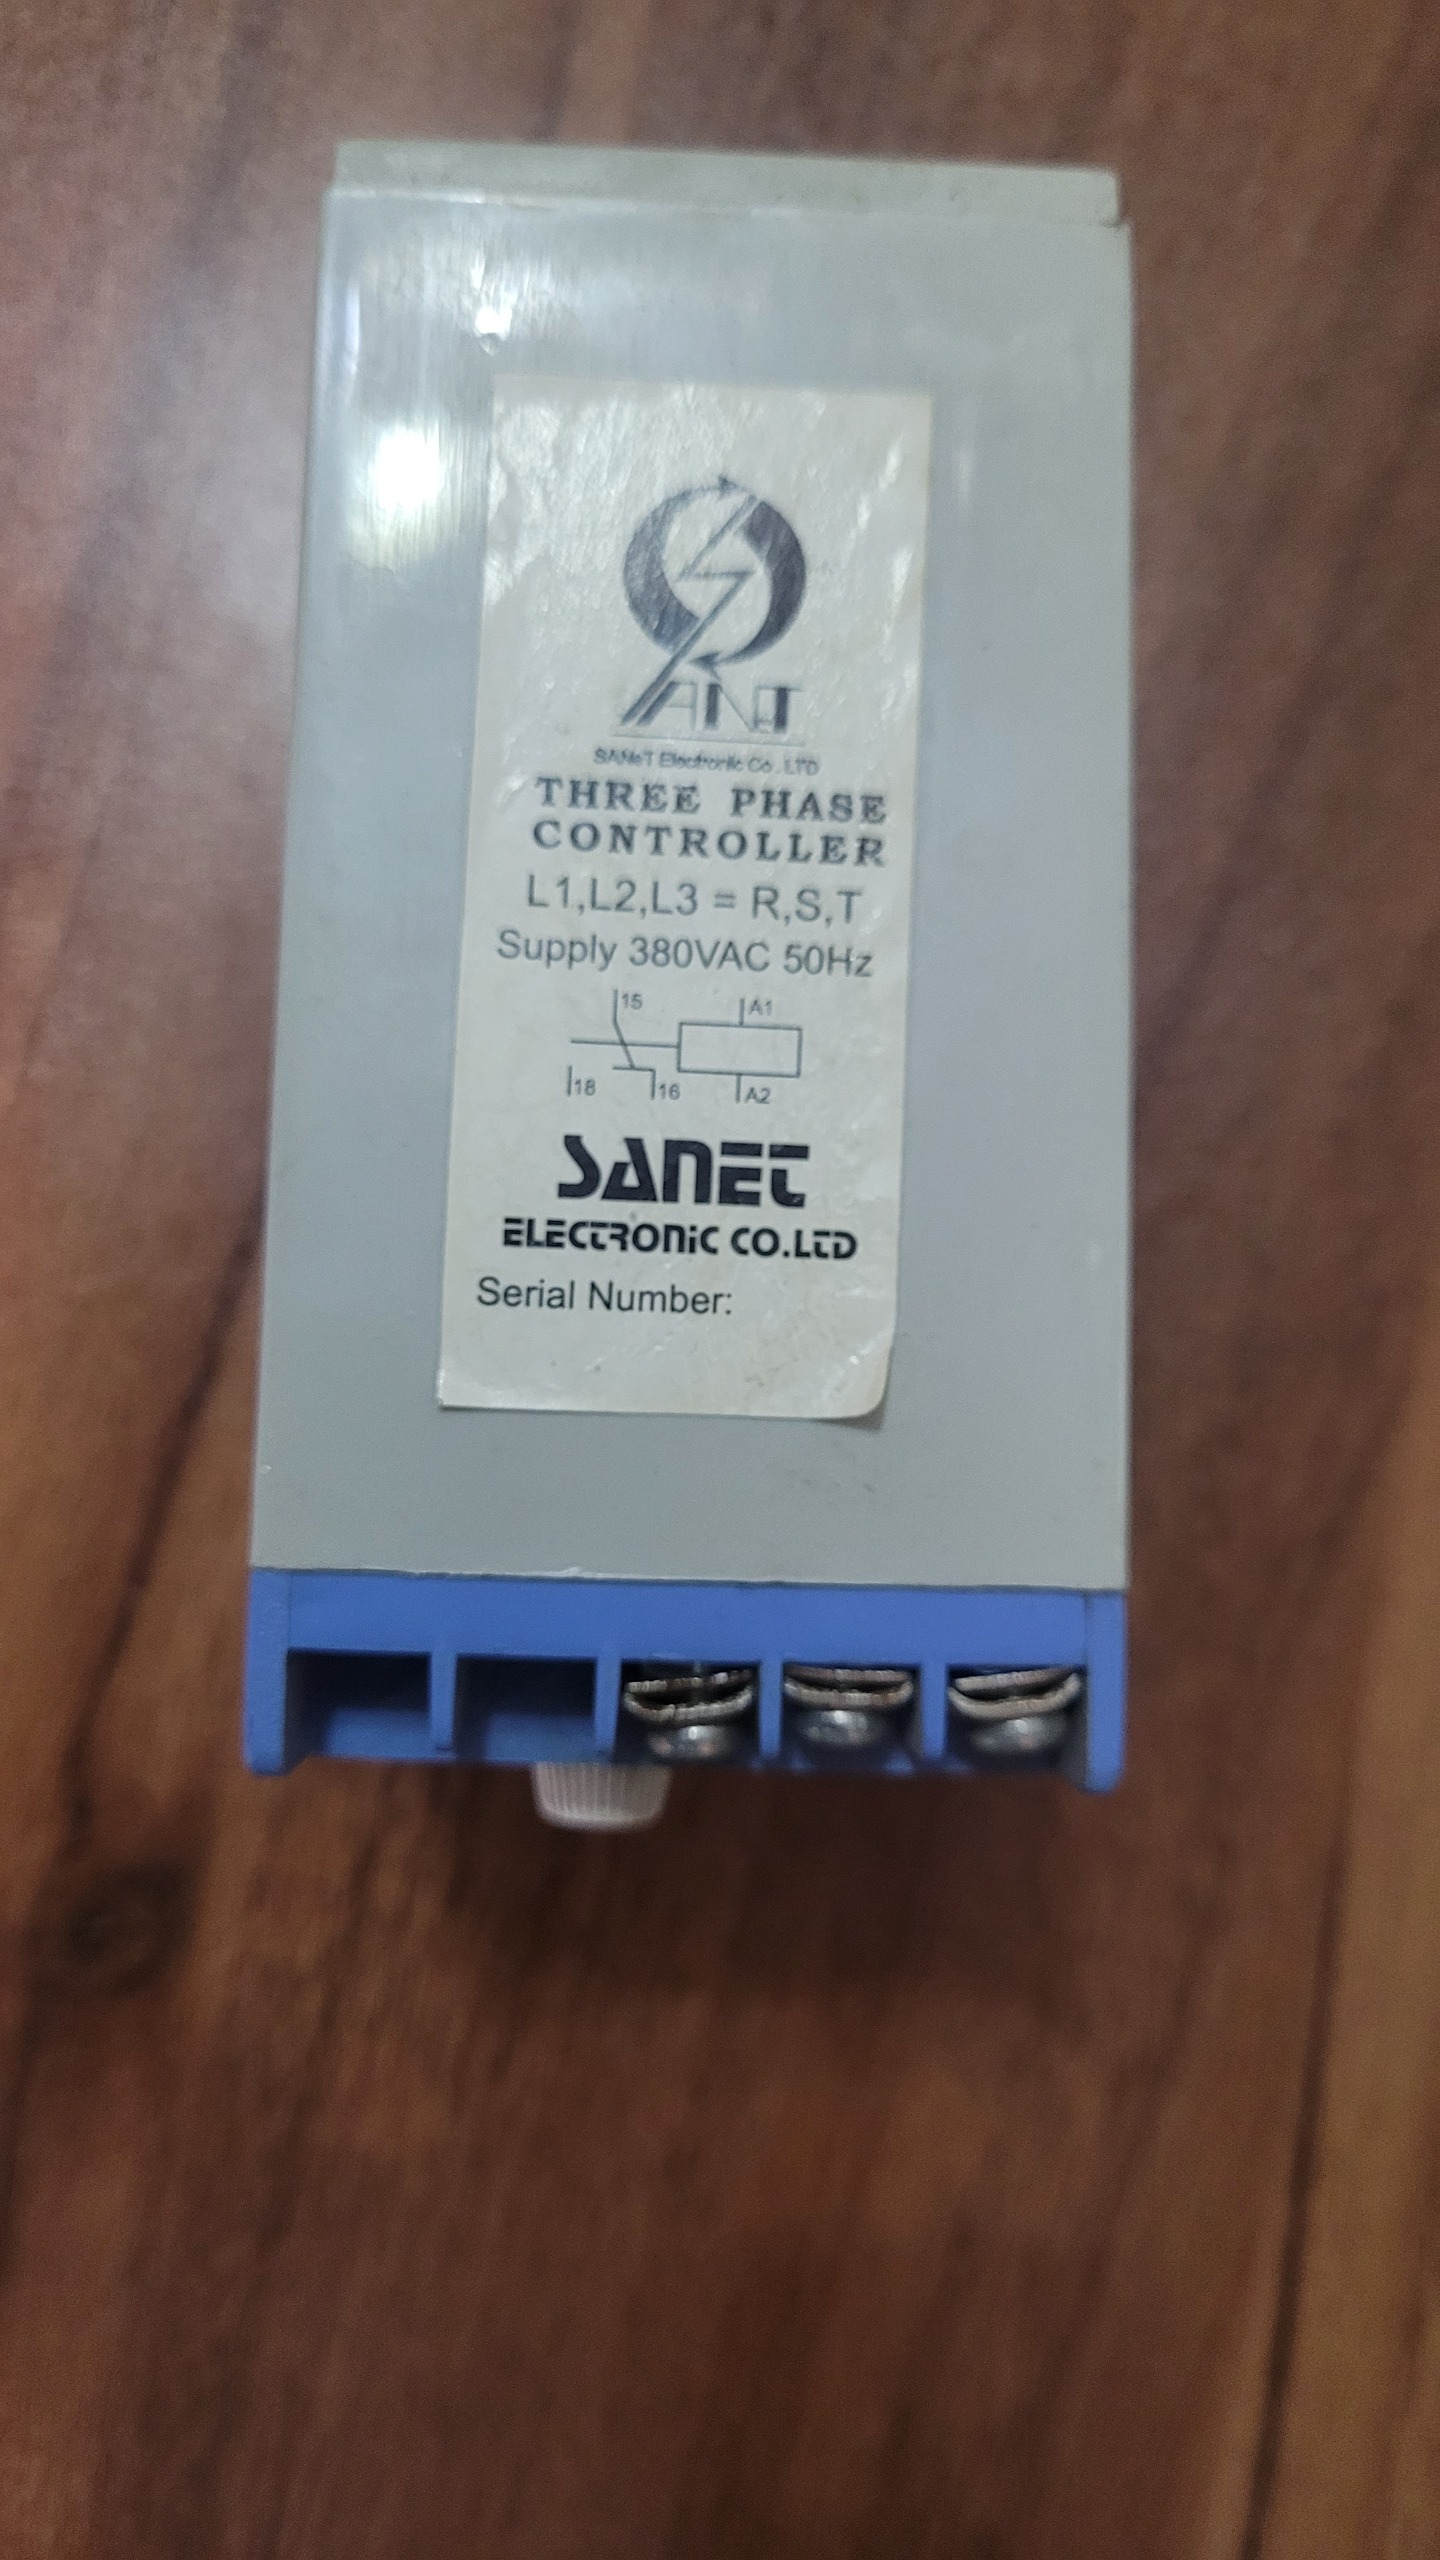 SANeT
SANeT Electronic Co. LTD
THREE PHASE
CONTROLLER
L1,L2,L3 = R,S,T
Supply 380VAC 50Hz
15 A1
18 16 A2
SANET
ELECTRONIC CO.LTD
Serial Number: